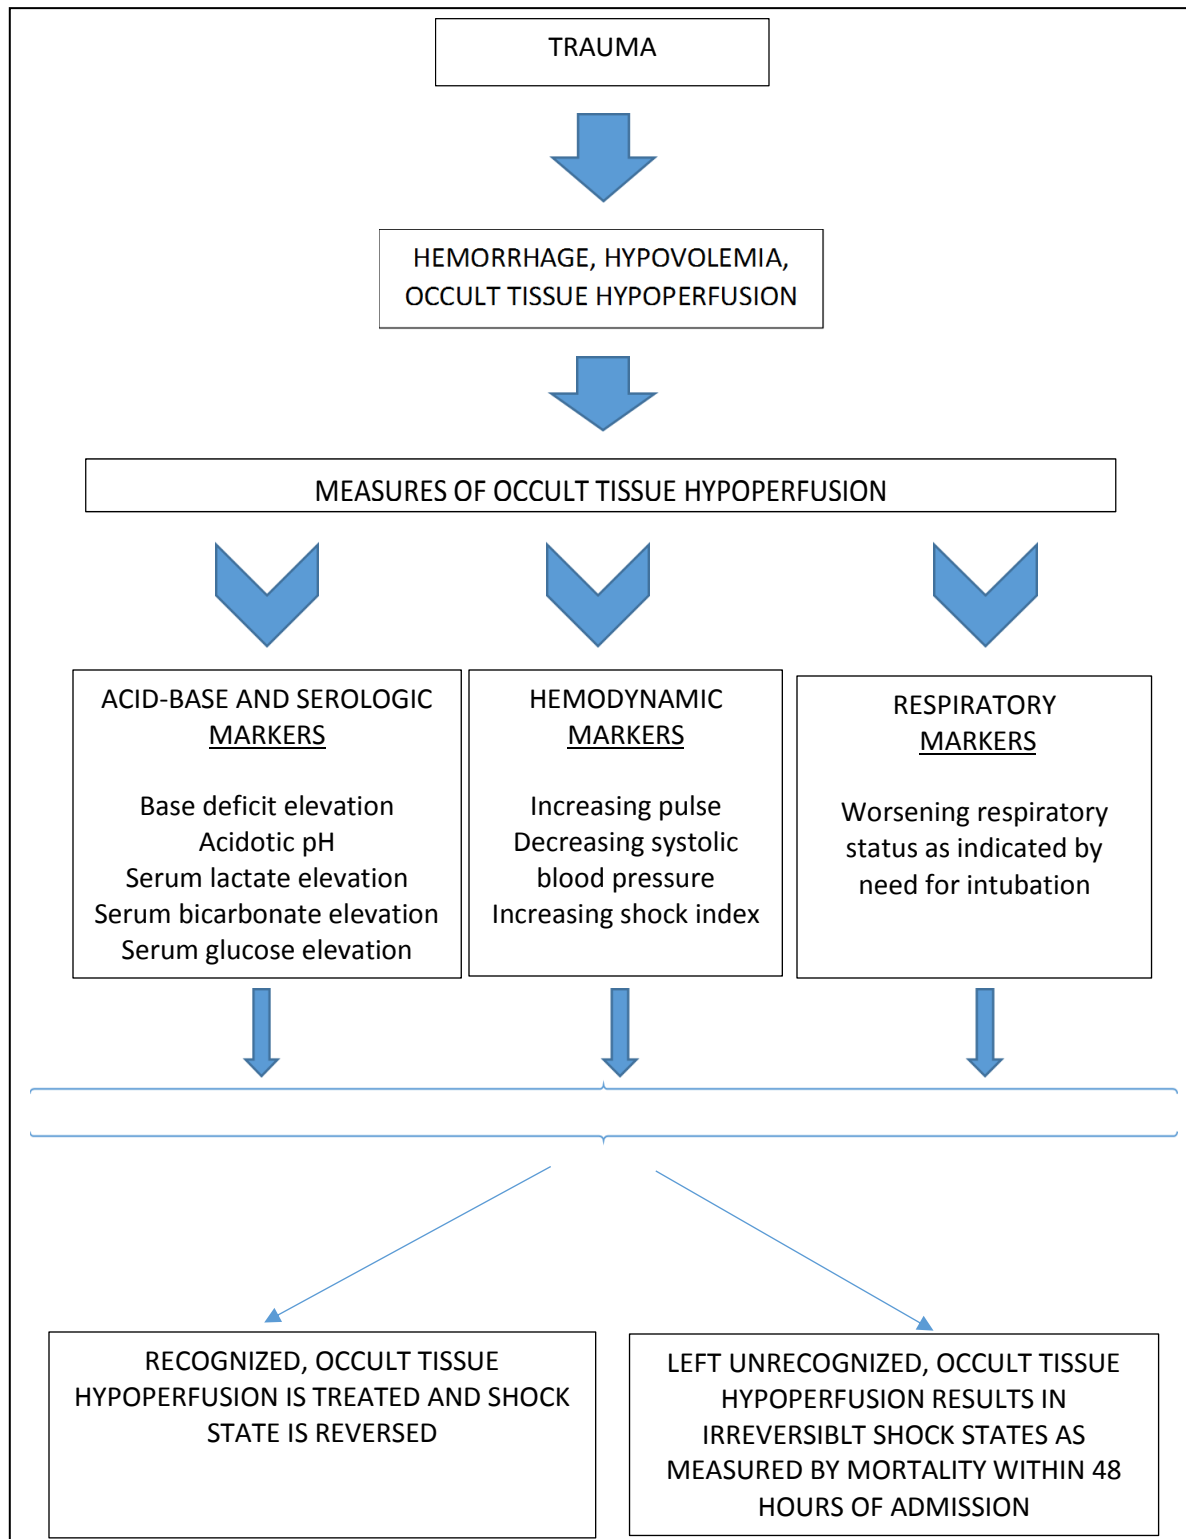 TRAUMA
HEMORRHAGE, HYPOVOLEMIA,
OCCULT TISSUE HYPOPERFUSION
MEASURES OF OCCULT TISSUE HYPOPERFUSION
ACID-BASE AND SEROLOGIC
MARKERS
Base deficit elevation
Acidotic pH
Serum lactate elevation
Serum bicarbonate elevation
Serum glucose elevation
HEMODYNAMIC
MARKERS
Increasing pulse
Decreasing systolic
blood pressure
Increasing shock index
RESPIRATORY
MARKERS
Worsening respiratory
status as indicated by
need for intubation
RECOGNIZED, OCCULT TISSUE
HYPOPERFUSION IS TREATED AND SHOCK
STATE IS REVERSED
LEFT UNRECOGNIZED, OCCULT TISSUE
HYPOPERFUSION RESULTS IN
IRREVERSIBLT SHOCK STATES AS
MEASURED BY MORTALITY WITHIN 48
HOURS OF ADMISSION